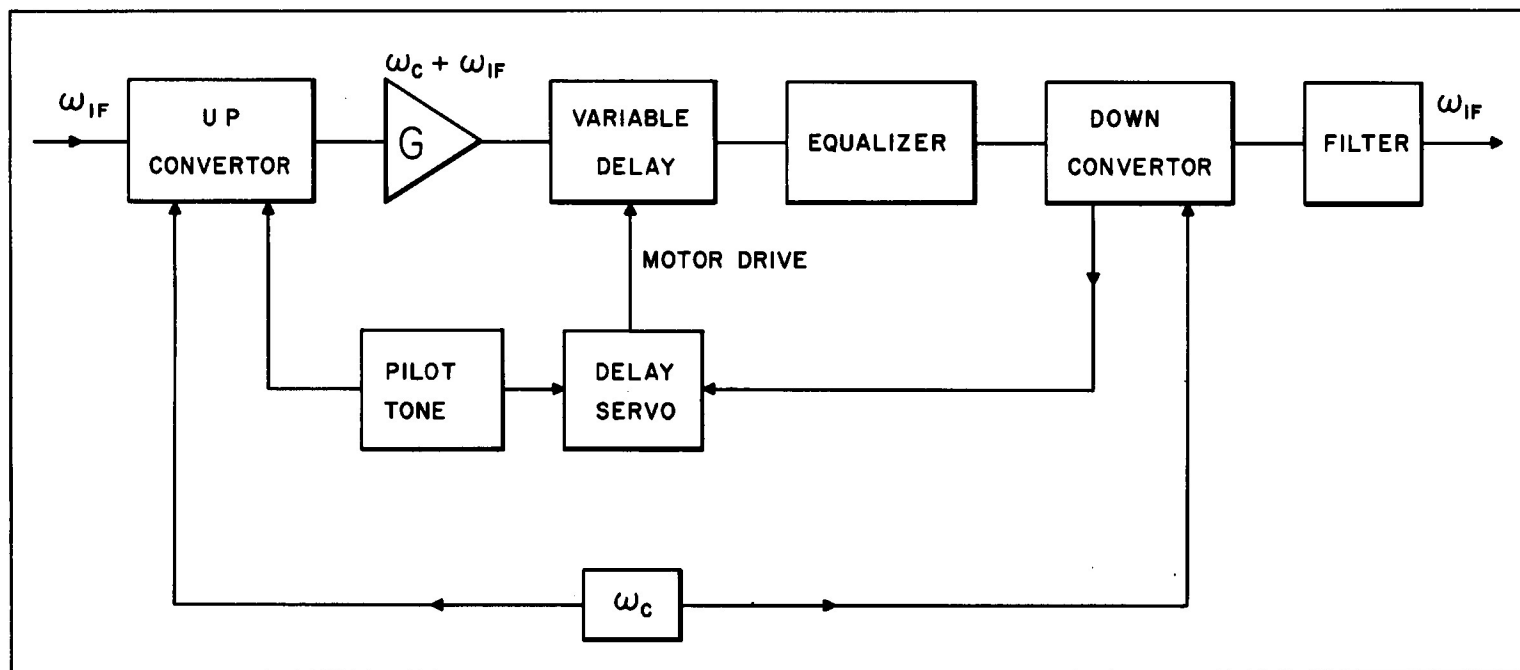 ω_C + ω_IF
ω_IF
UP
CONVERTOR
G
VARIABLE
DELAY
EQUALIZER
DOWN
CONVERTOR
FILTER
ω_IF
MOTOR DRIVE
PILOT
TONE
DELAY
SERVO
ω_C